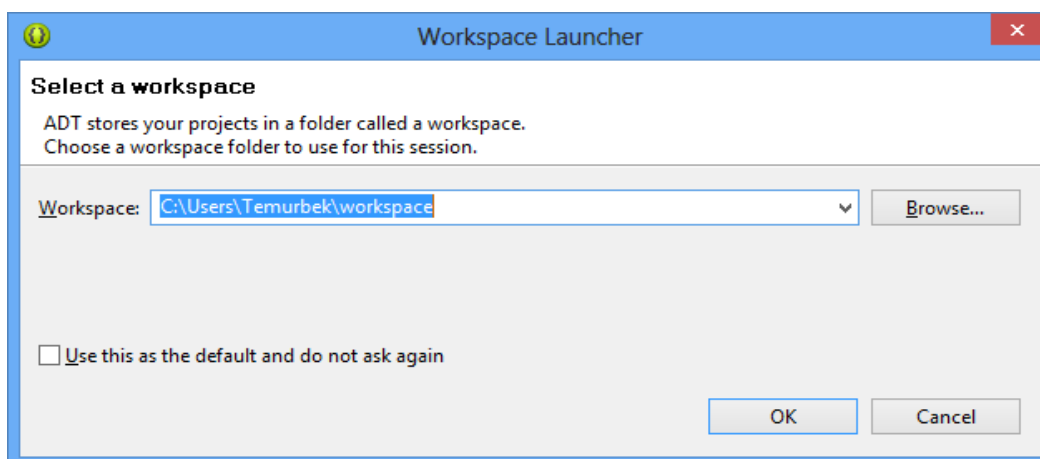 Workspace Launcher
Select a workspace
ADT stores your projects in a folder called a workspace.
Choose a workspace folder to use for this session.
Workspace: C:\Users\Temurbek\workspace Browse...
Use this as the default and do not ask again
OK Cancel